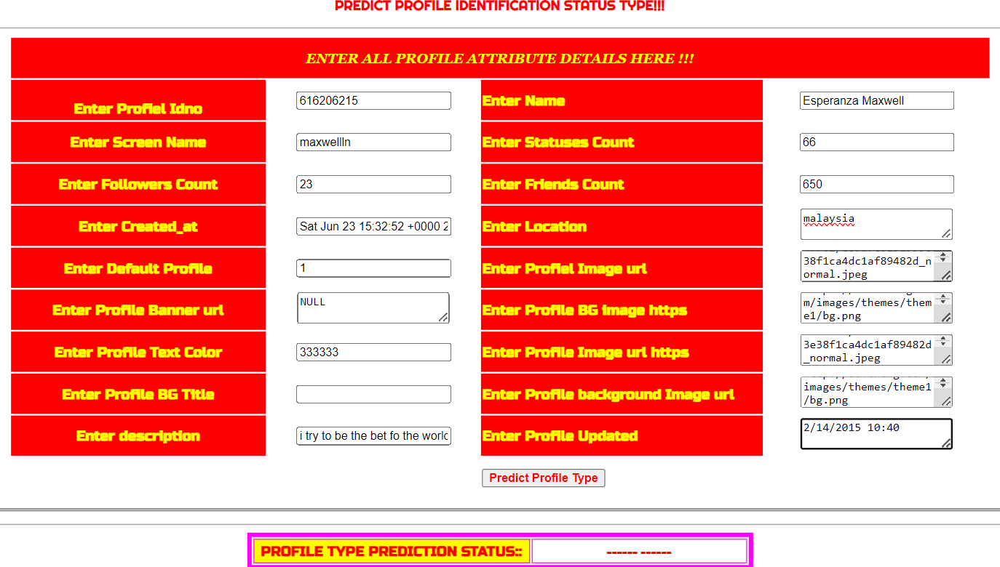 PREDICT PROFILE IDENTIFICATION STATUS TYPE!!!
ENTER ALL PROFILE ATTRIBUTE DETAILS HERE !!!
Enter Profiel Idno 616206215 Enter Name Esperanza Maxwell
Enter Screen Name maxwellln Enter Statuses Count 66
Enter Followers Count 23 Enter Friends Count 650
Enter Created_at Sat Jun 23 15:32:52 +0000 2 Enter Location malaysia
Enter Default Profile 1 Enter Profiel Image url 38f1ca4dc1af89482d_n
ormal.jpeg
Enter Profile Banner url NULL Enter Profile BG image https m/images/themes/them
e1/bg.png
Enter Profile Text Color 333333 Enter Profile Image url https 3e38f1ca4dc1af89482d
_normal.jpeg
Enter Profile BG Title Enter Profile background Image url images/themes/theme1
/bg.png
Enter description i try to be the bet fo the world Enter Profile Updated 2/14/2015 10:40
Predict Profile Type
PROFILE TYPE PREDICTION STATUS:: ------ ------